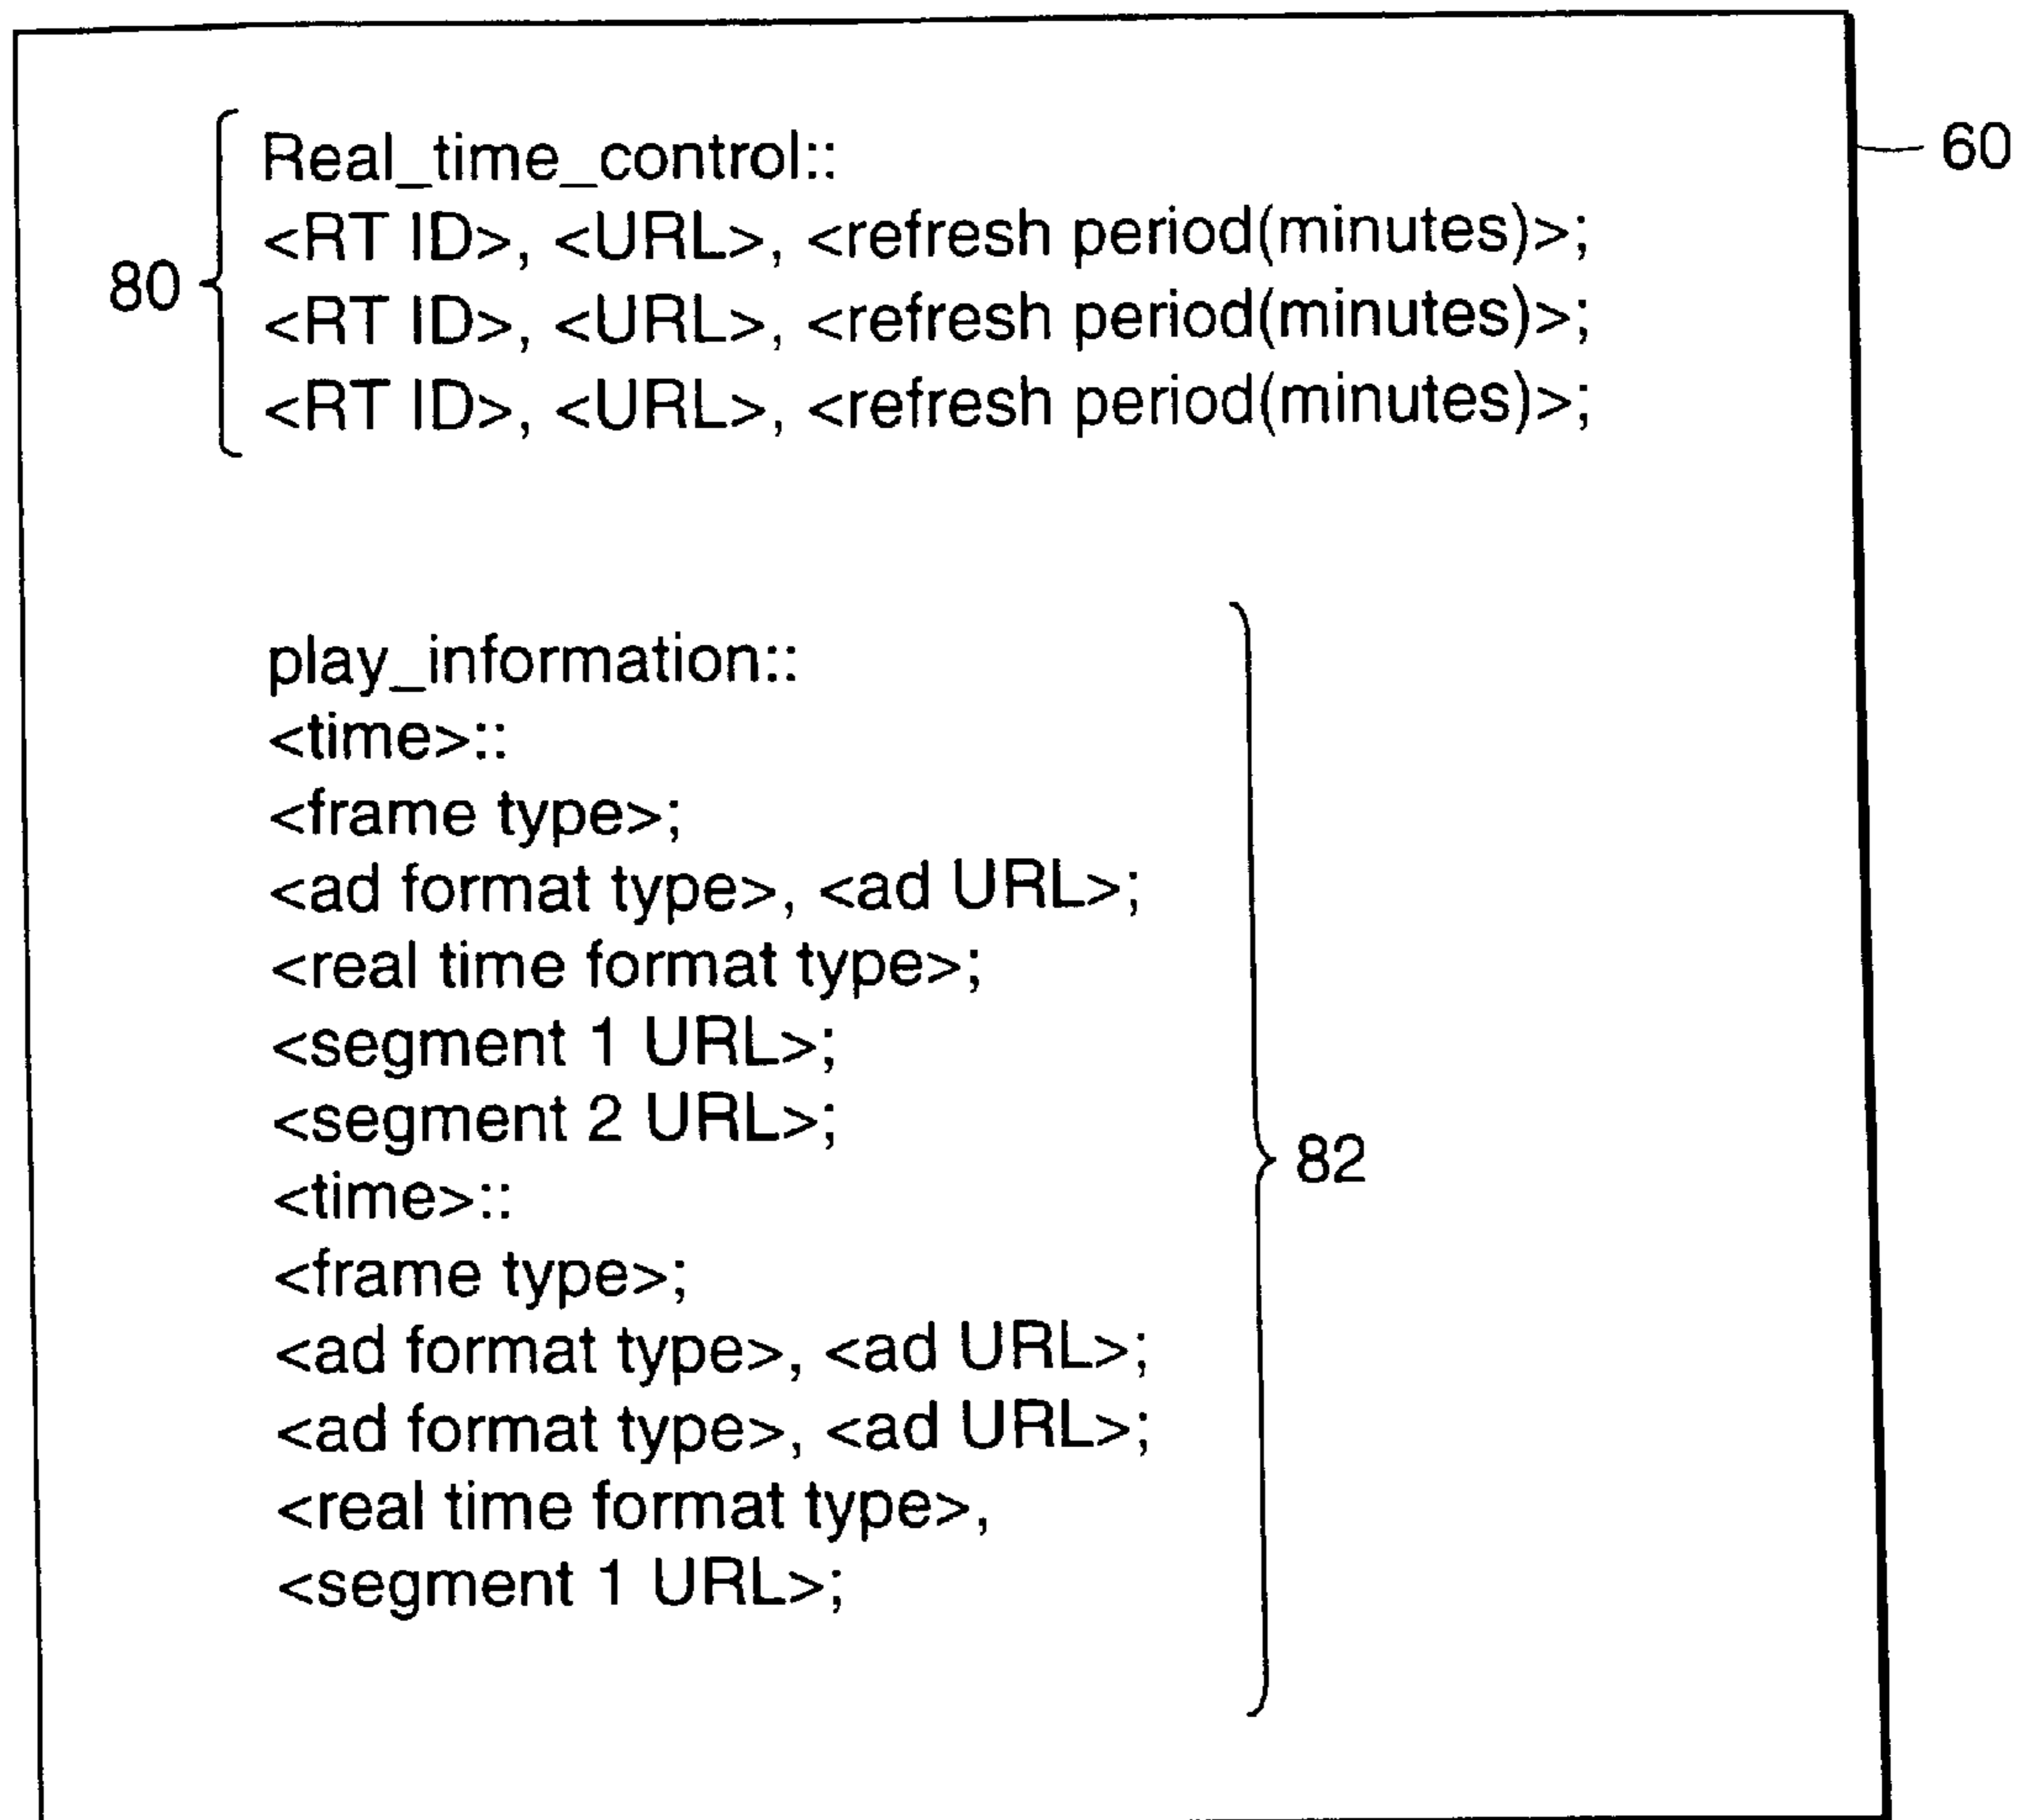 Real_time_control::
60
<RT ID>, <URL>, <refresh period(minutes)>;
80
<RT ID>, <URL>, <refresh period(minutes)>;
<RT ID>, <URL>, <refresh period(minutes)>;
play_information::
<time>::
<frame type>;
<ad format type>, <ad URL>;
<real time format type>;
<segment 1 URL>;
<segment 2 URL>;
82
<time>::
<frame type>;
<ad format type>, <ad URL>;
<ad format type>, <ad URL>;
<real time format type>,
<segment 1 URL>;